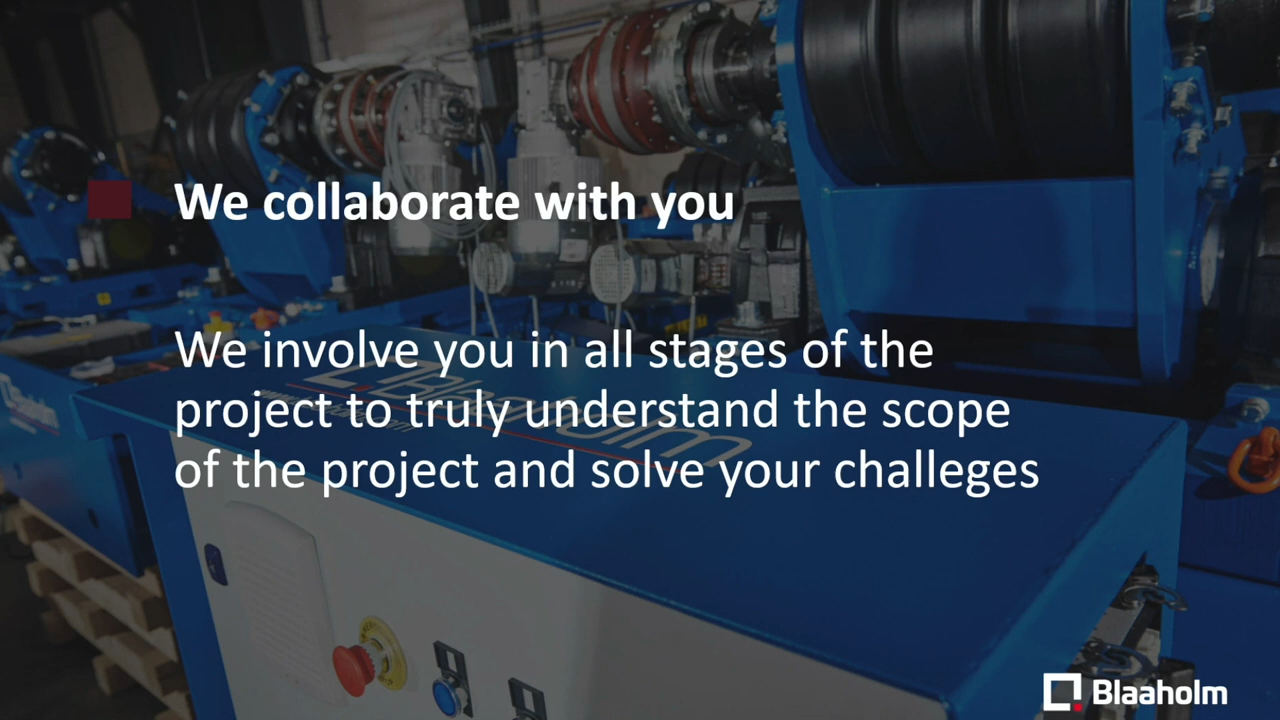 We collaborate with you
We involve you in all stages of the
project to truly understand the scope
of the project and solve your challeges
Blaaholm
Blaaholm